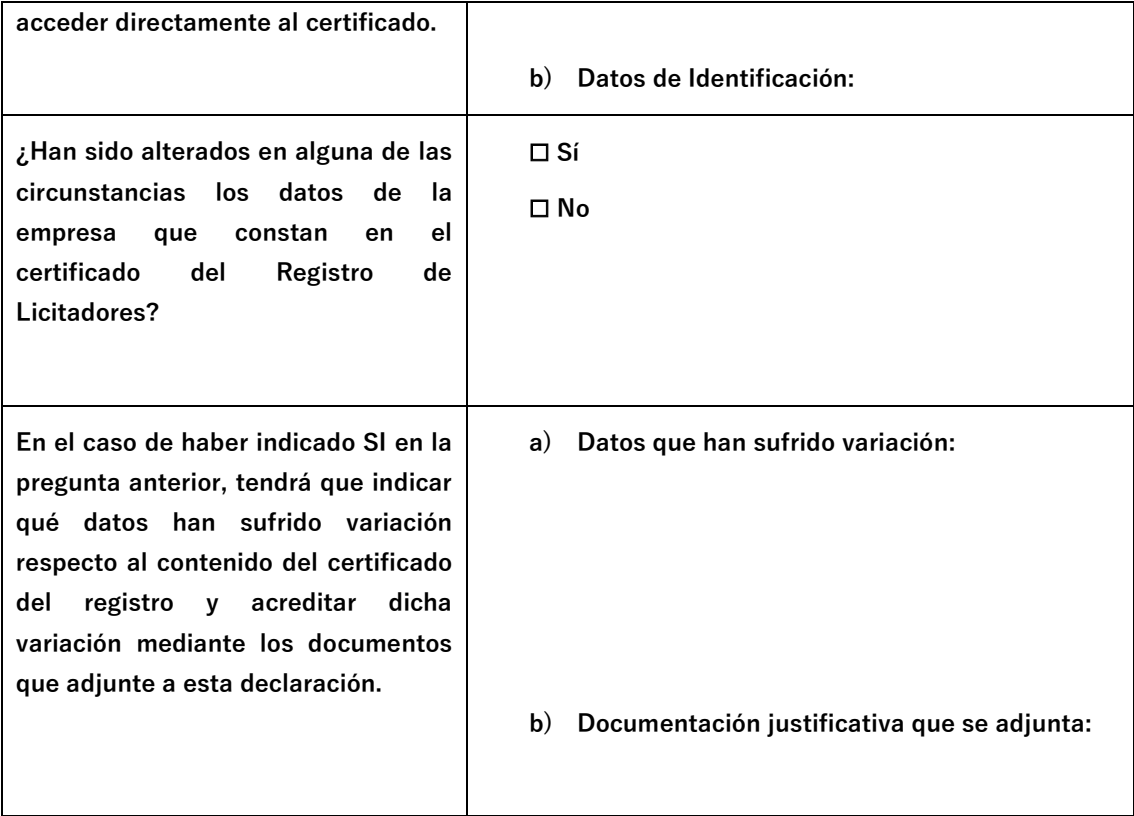 acceder directamente al certificado.
b) Datos de Identificación:
¿Han sido alterados en alguna de las
circunstancias los datos de la
empresa que constan en el
certificado del Registro de
Licitadores?
☐ Sí
☐ No
En el caso de haber indicado SI en la
pregunta anterior, tendrá que indicar
qué datos han sufrido variación
respecto al contenido del certificado
del registro y acreditar dicha
variación mediante los documentos
que adjunte a esta declaración.
a) Datos que han sufrido variación:
b) Documentación justificativa que se adjunta: